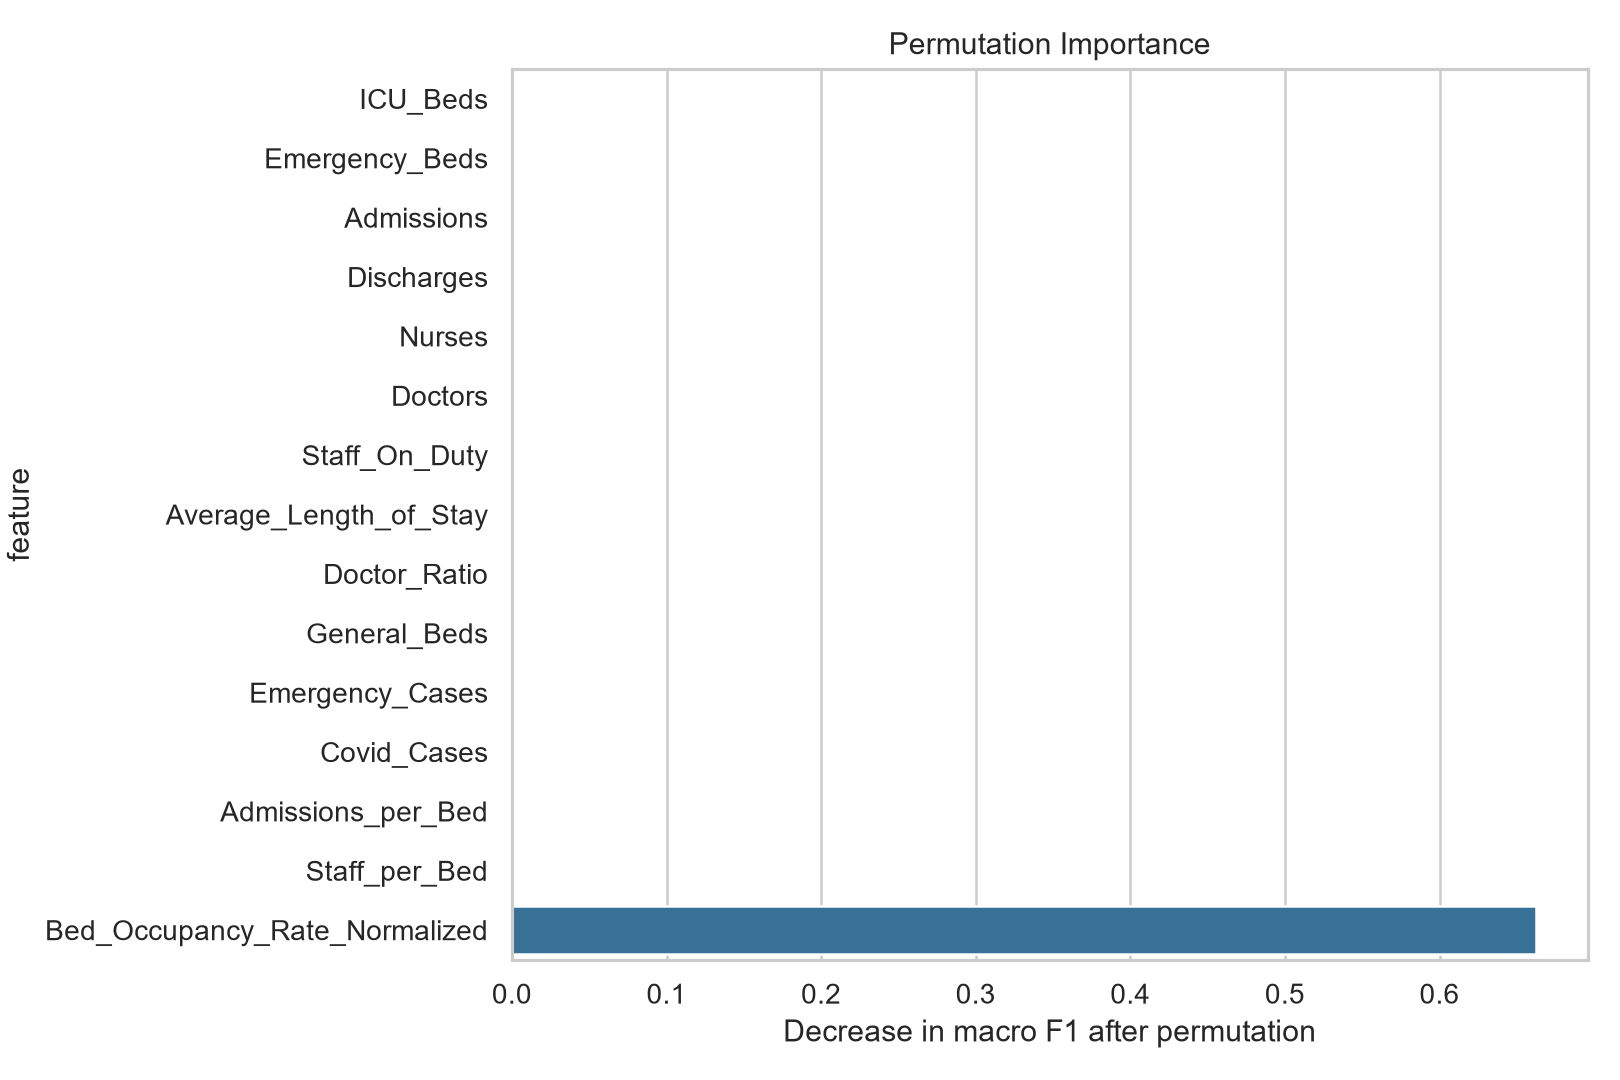 Permutation Importance
ICU_Beds
Emergency_Beds
Admissions
Discharges
Nurses
Doctors
Staff_On_Duty
Average_Length_of_Stay
Doctor_Ratio
General_Beds
Emergency_Cases
Covid_Cases
Admissions_per_Bed
Staff_per_Bed
Bed_Occupancy_Rate_Normalized
feature
0.0 0.1 0.2 0.3 0.4 0.5 0.6
Decrease in macro F1 after permutation